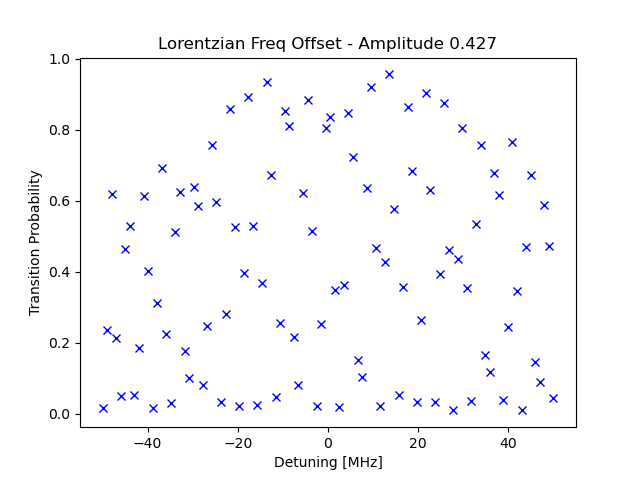 Lorentzian Freq Offset - Amplitude 0.427
1.0
0.8
0.6
0.4
0.2
0.0
Transition Probability
−40 −20 0 20 40
Detuning [MHz]